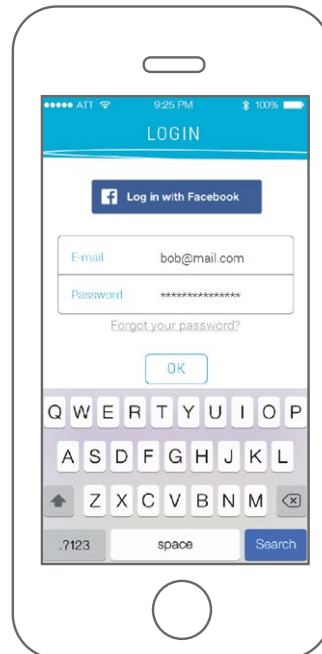 ATT 9:25 PM 100%
LOGIN
f Log in with Facebook
E-mail bob@mail.com
Password ***************
Forgot your password?
OK
Q W E R T Y U I O P
A S D F G H J K L
Z X C V B N M
.?123 space Search